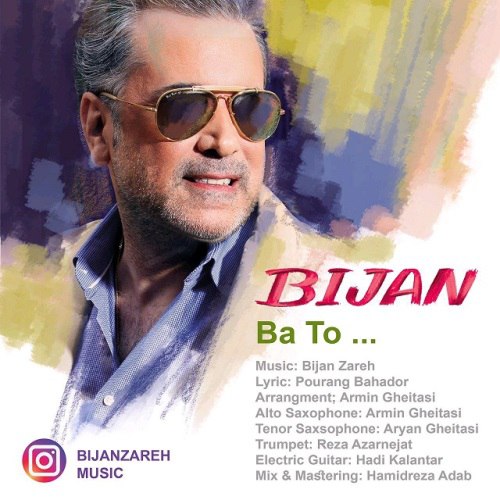 BIJAN
Ba To ...
Music: Bijan Zareh
Lyric: Pourang Bahador
Arrangment; Armin Gheitasi
Alto Saxophone: Armin Gheitasi
Tenor Saxsophone: Aryan Gheitasi
Trumpet: Reza Azarnejat
Electric Guitar: Hadi Kalantar
Mix & Mastering: Hamidreza Adab
BIJANZAREH
MUSIC